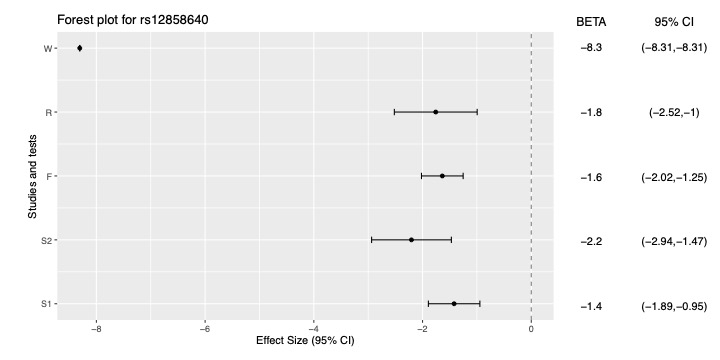 Forest plot for rs12858640
BETA 95% CI
W −8.3 (−8.31,−8.31)
R −1.8 (−2.52,−1)
F −1.6 (−2.02,−1.25)
S2 −2.2 (−2.94,−1.47)
S1 −1.4 (−1.89,−0.95)
Studies and tests
−8 −6 −4 −2 0
Effect Size (95% CI)